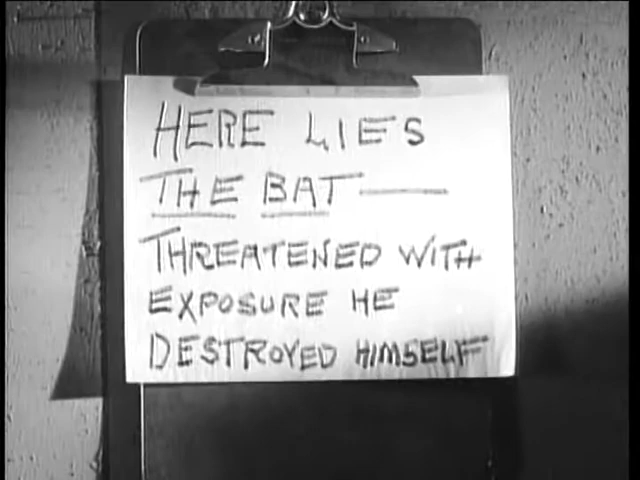 HERE LIES
THE BAT —
THREATENED WITH
EXPOSURE HE
DESTROYED HIMSELF